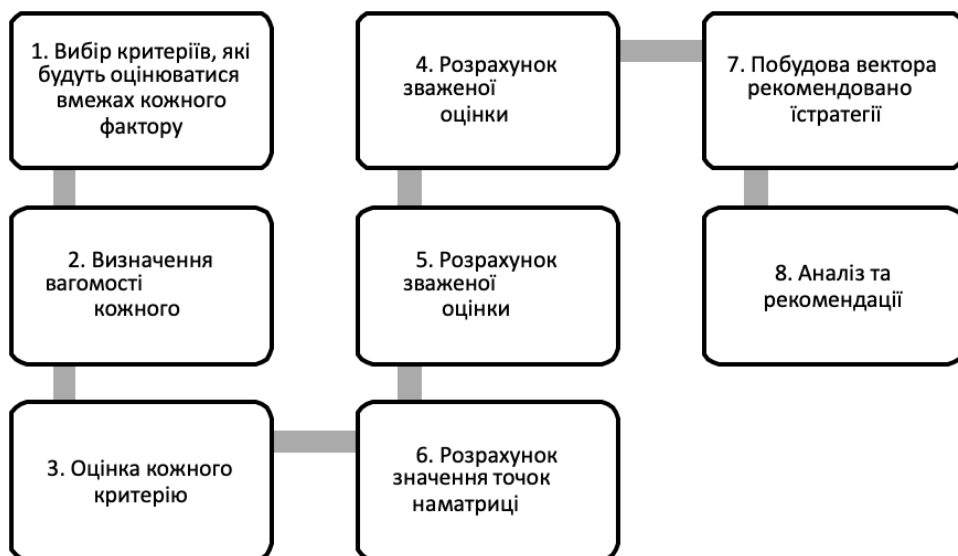 1. Вибір критеріїв, які
будуть оцінюватися
вмежах кожного
фактору
2. Визначення
вагомості
кожного
3. Оцінка кожного
критерію
4. Розрахунок
зваженої
оцінки
5. Розрахунок
зваженої
оцінки
6. Розрахунок
значення точок
наматриці
7. Побудова вектора
рекомендовано
їстратегії
8. Аналіз та
рекомендації